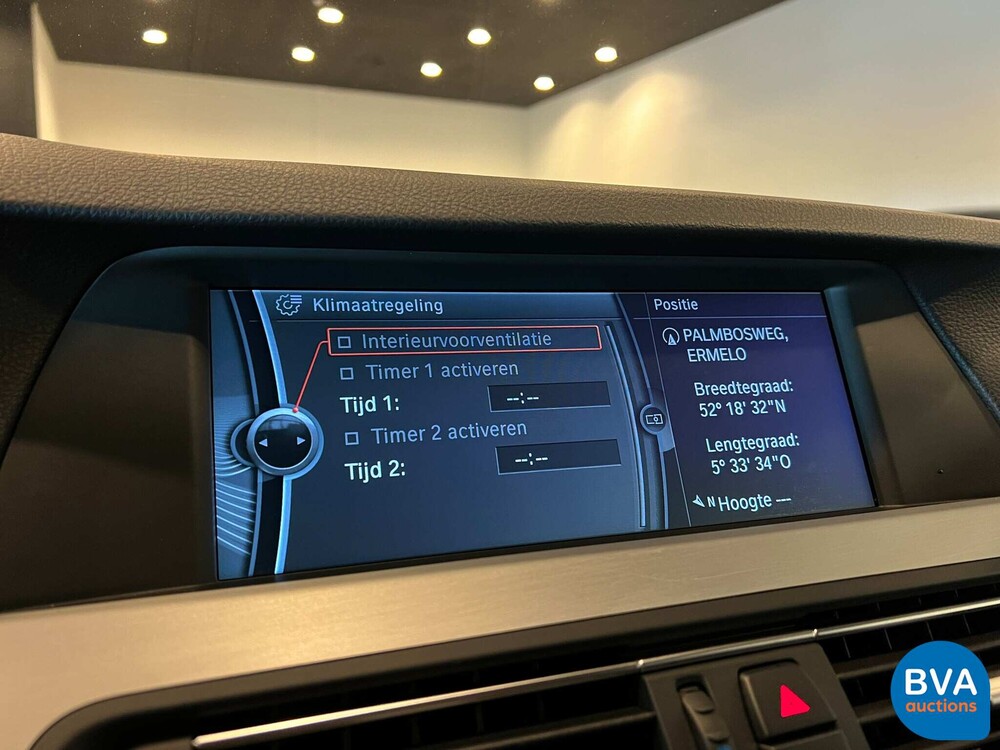 Klimaatregeling
Interieurvoorventilatie
Timer 1 activeren
Tijd 1: --:--
Timer 2 activeren
Tijd 2: --:--
Positie
PALMBOSWEG,
ERMELO
Breedtegraad:
52° 18' 32"N
Lengtegraad:
5° 33' 34"O
N Hoogte ---
BVA
auctions